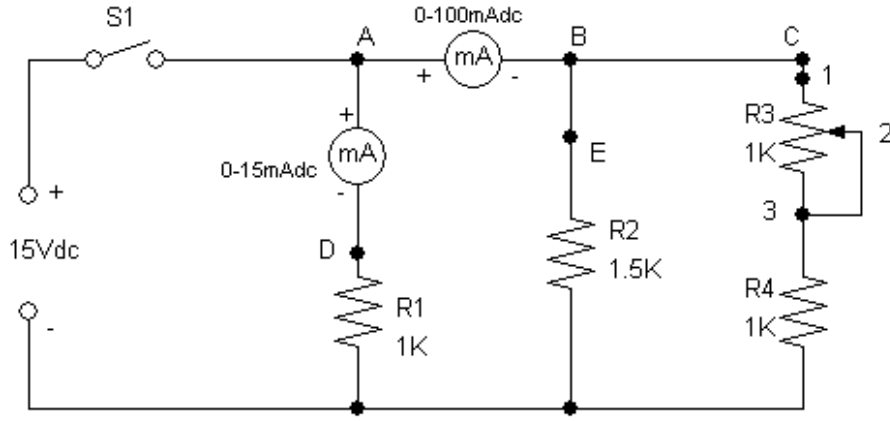 S1
A
0-100mAdc
B
C
+
mA
-
1
R3
2
1K
+
mA
0-15mAdc
-
E
+
15Vdc
-
3
D
R2
1.5K
R1
1K
R4
1K